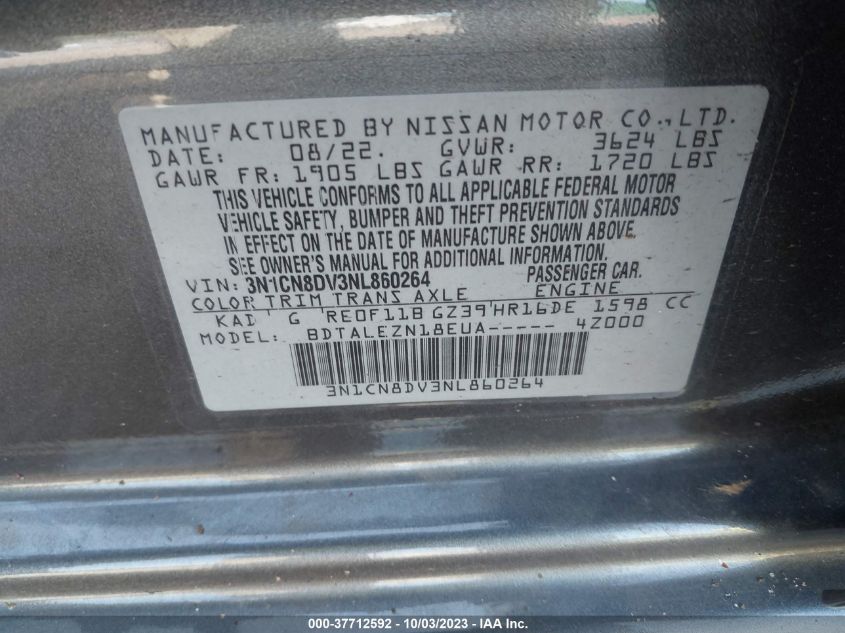 MANUFACTURED BY NISSAN MOTOR CO., LTD.
DATE: 08/22. GVWR: 3624 LBS
GAWR FR: 1905 LBS GAWR RR: 1720 LBS
THIS VEHICLE CONFORMS TO ALL APPLICABLE FEDERAL MOTOR
VEHICLE SAFETY, BUMPER AND THEFT PREVENTION STANDARDS
IN EFFECT ON THE DATE OF MANUFACTURE SHOWN ABOVE.
SEE OWNER'S MANUAL FOR ADDITIONAL INFORMATION.
VIN: 3N1CN8DV3NL860264 PASSENGER CAR.
COLOR TRIM TRANS AXLE ENGINE
KAD G RE0F11B GZ39 HR16DE 1598 CC
MODEL: BDTALEZN18EUA----- 4Z000
3N1CN8DV3NL860264
000-37712592 - 10/03/2023 - IAAI.com